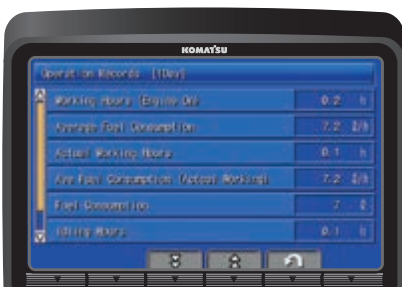 KOMATSU
Operation Records [1Day]
Working Hours (Engine On) 0.2 h
Average Fuel Consumption 7.2 ℓ/h
Actual Working Hours 0.1 h
Ave Fuel Consumption (Actual Working) 7.2 ℓ/h
Fuel Consumption 7 ℓ
Idling Hours 0.1 h